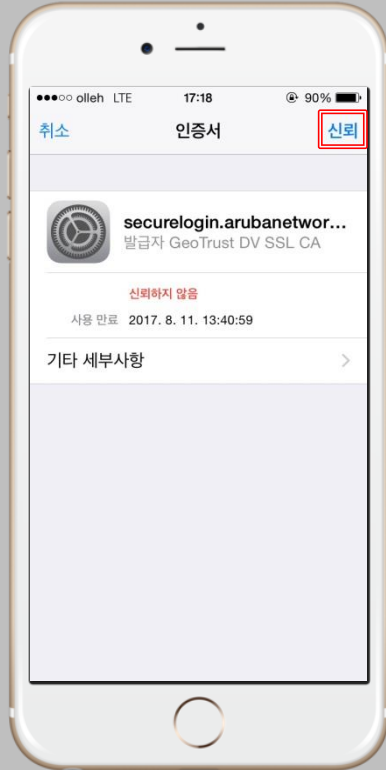 olleh LTE 17:18 90%
취소 인증서 신뢰
securelogin.arubanetwor...
발급자 GeoTrust DV SSL CA
신뢰하지 않음
사용 만료 2017. 8. 11. 13:40:59
기타 세부사항